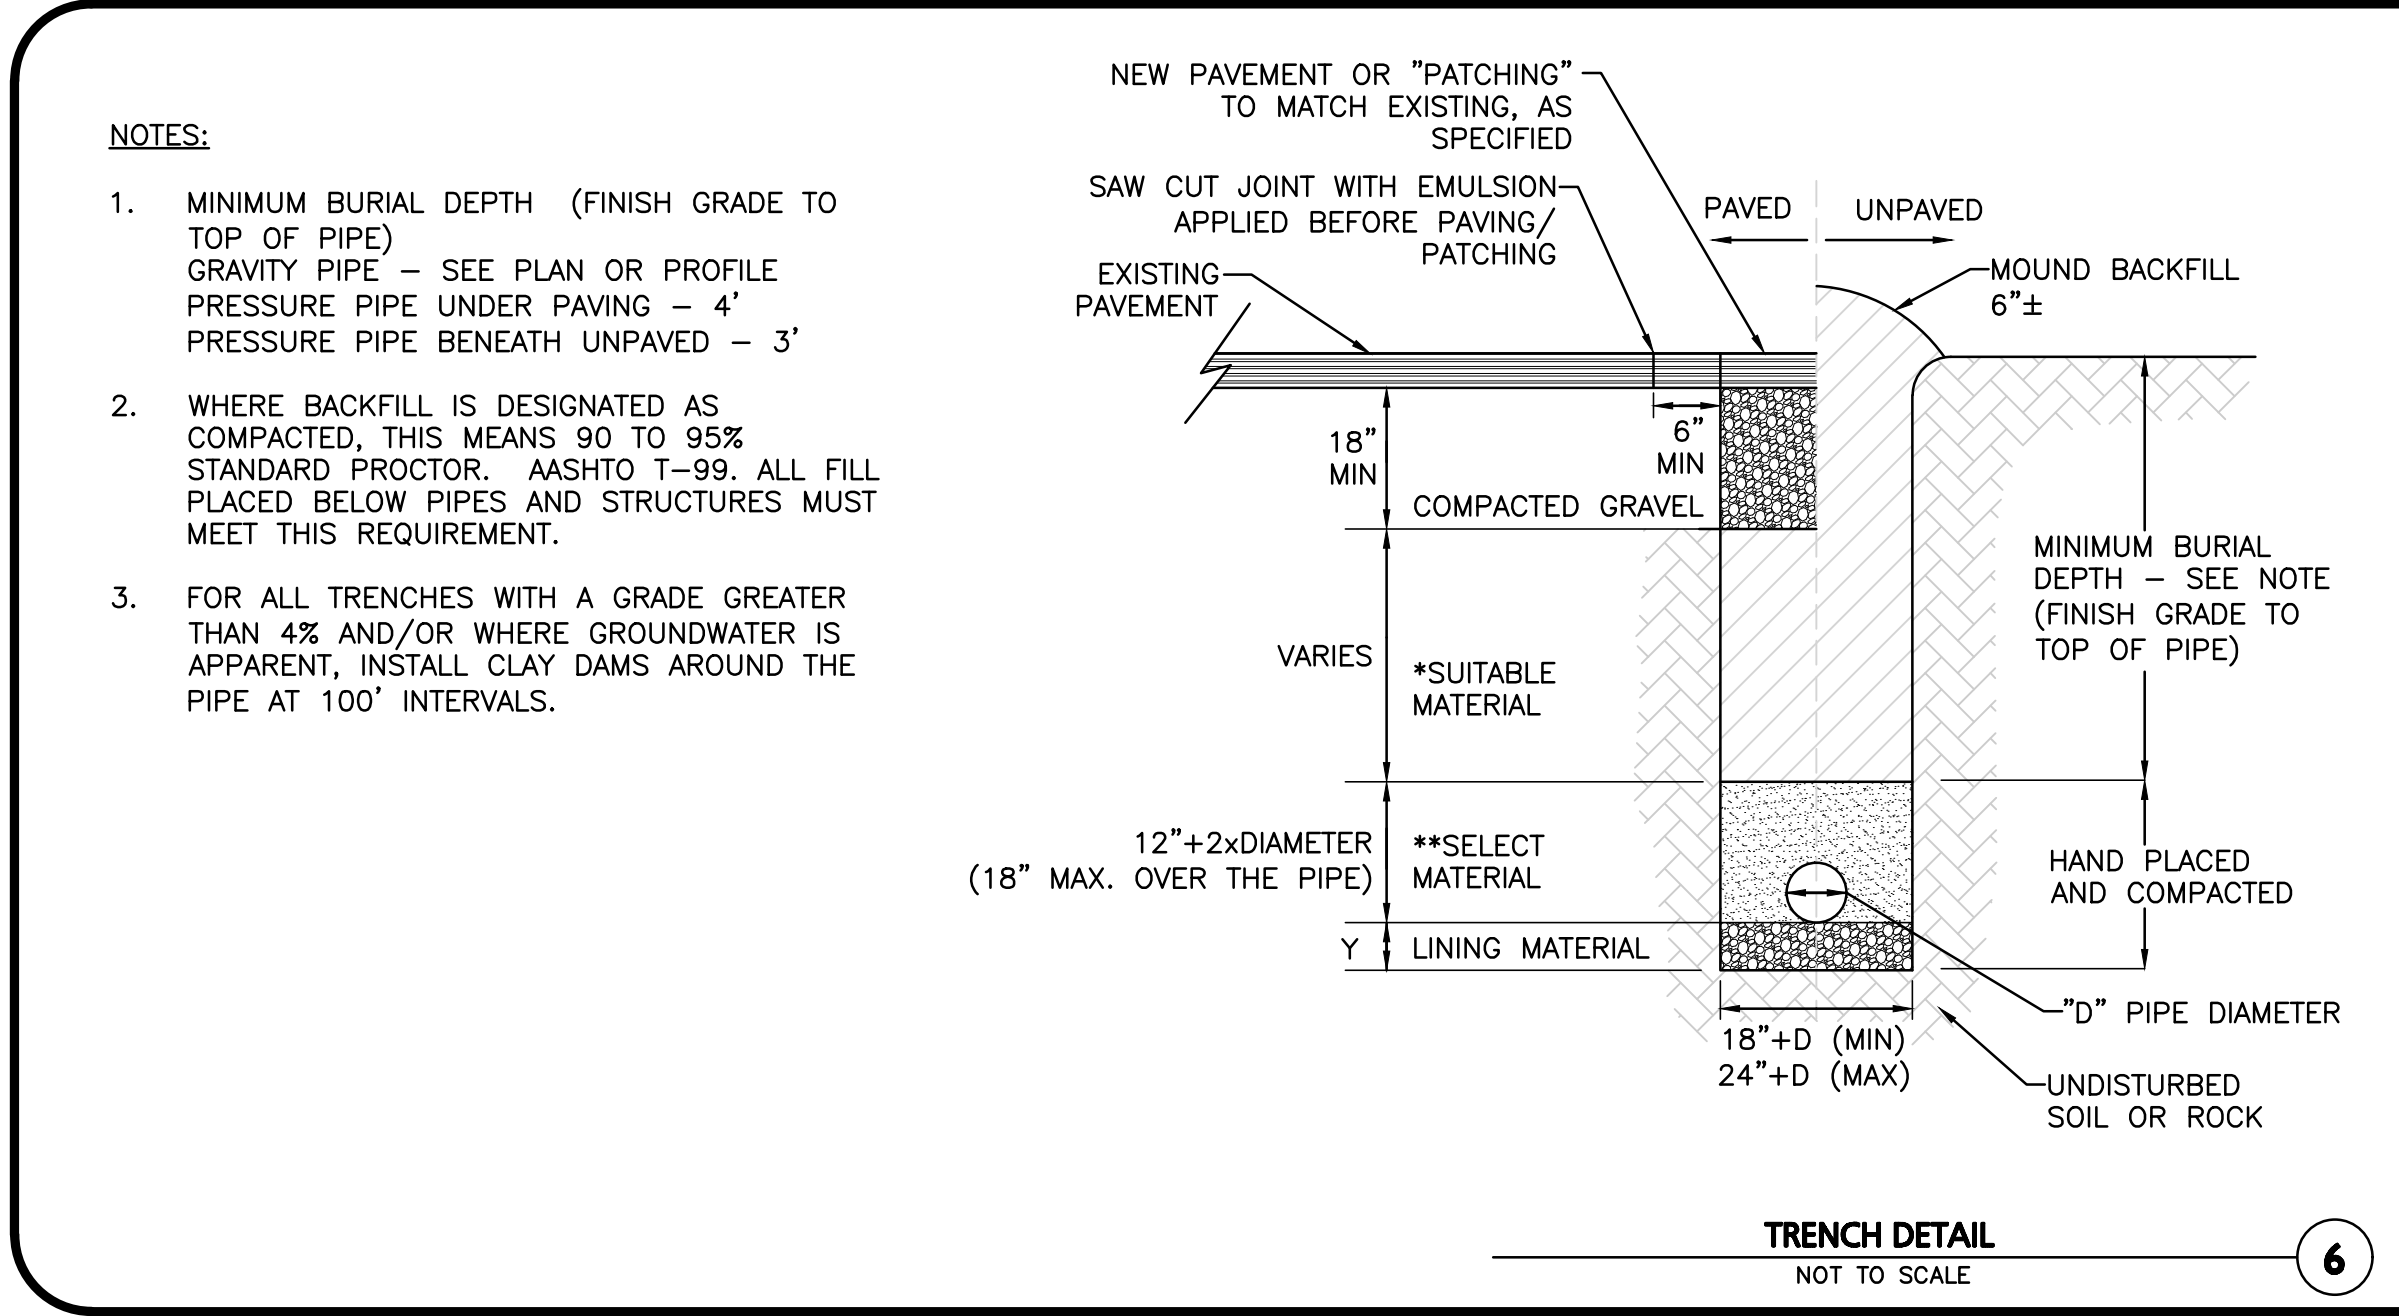 NOTES:
1. MINIMUM BURIAL DEPTH (FINISH GRADE TO
TOP OF PIPE)
GRAVITY PIPE – SEE PLAN OR PROFILE
PRESSURE PIPE UNDER PAVING – 4'
PRESSURE PIPE BENEATH UNPAVED – 3'
2. WHERE BACKFILL IS DESIGNATED AS
COMPACTED, THIS MEANS 90 TO 95%
STANDARD PROCTOR. AASHTO T–99. ALL FILL
PLACED BELOW PIPES AND STRUCTURES MUST
MEET THIS REQUIREMENT.
3. FOR ALL TRENCHES WITH A GRADE GREATER
THAN 4% AND/OR WHERE GROUNDWATER IS
APPARENT, INSTALL CLAY DAMS AROUND THE
PIPE AT 100' INTERVALS.
NEW PAVEMENT OR "PATCHING"
TO MATCH EXISTING, AS
SPECIFIED
SAW CUT JOINT WITH EMULSION
APPLIED BEFORE PAVING/
PATCHING
EXISTING
PAVEMENT
PAVED
UNPAVED
MOUND BACKFILL
6"±
18"
MIN
6"
MIN
COMPACTED GRAVEL
VARIES
*SUITABLE
MATERIAL
MINIMUM BURIAL
DEPTH – SEE NOTE
(FINISH GRADE TO
TOP OF PIPE)
12"+2xDIAMETER
(18" MAX. OVER THE PIPE)
**SELECT
MATERIAL
HAND PLACED
AND COMPACTED
Y
LINING MATERIAL
"D" PIPE DIAMETER
18"+D (MIN)
24"+D (MAX)
UNDISTURBED
SOIL OR ROCK
TRENCH DETAIL
NOT TO SCALE
6